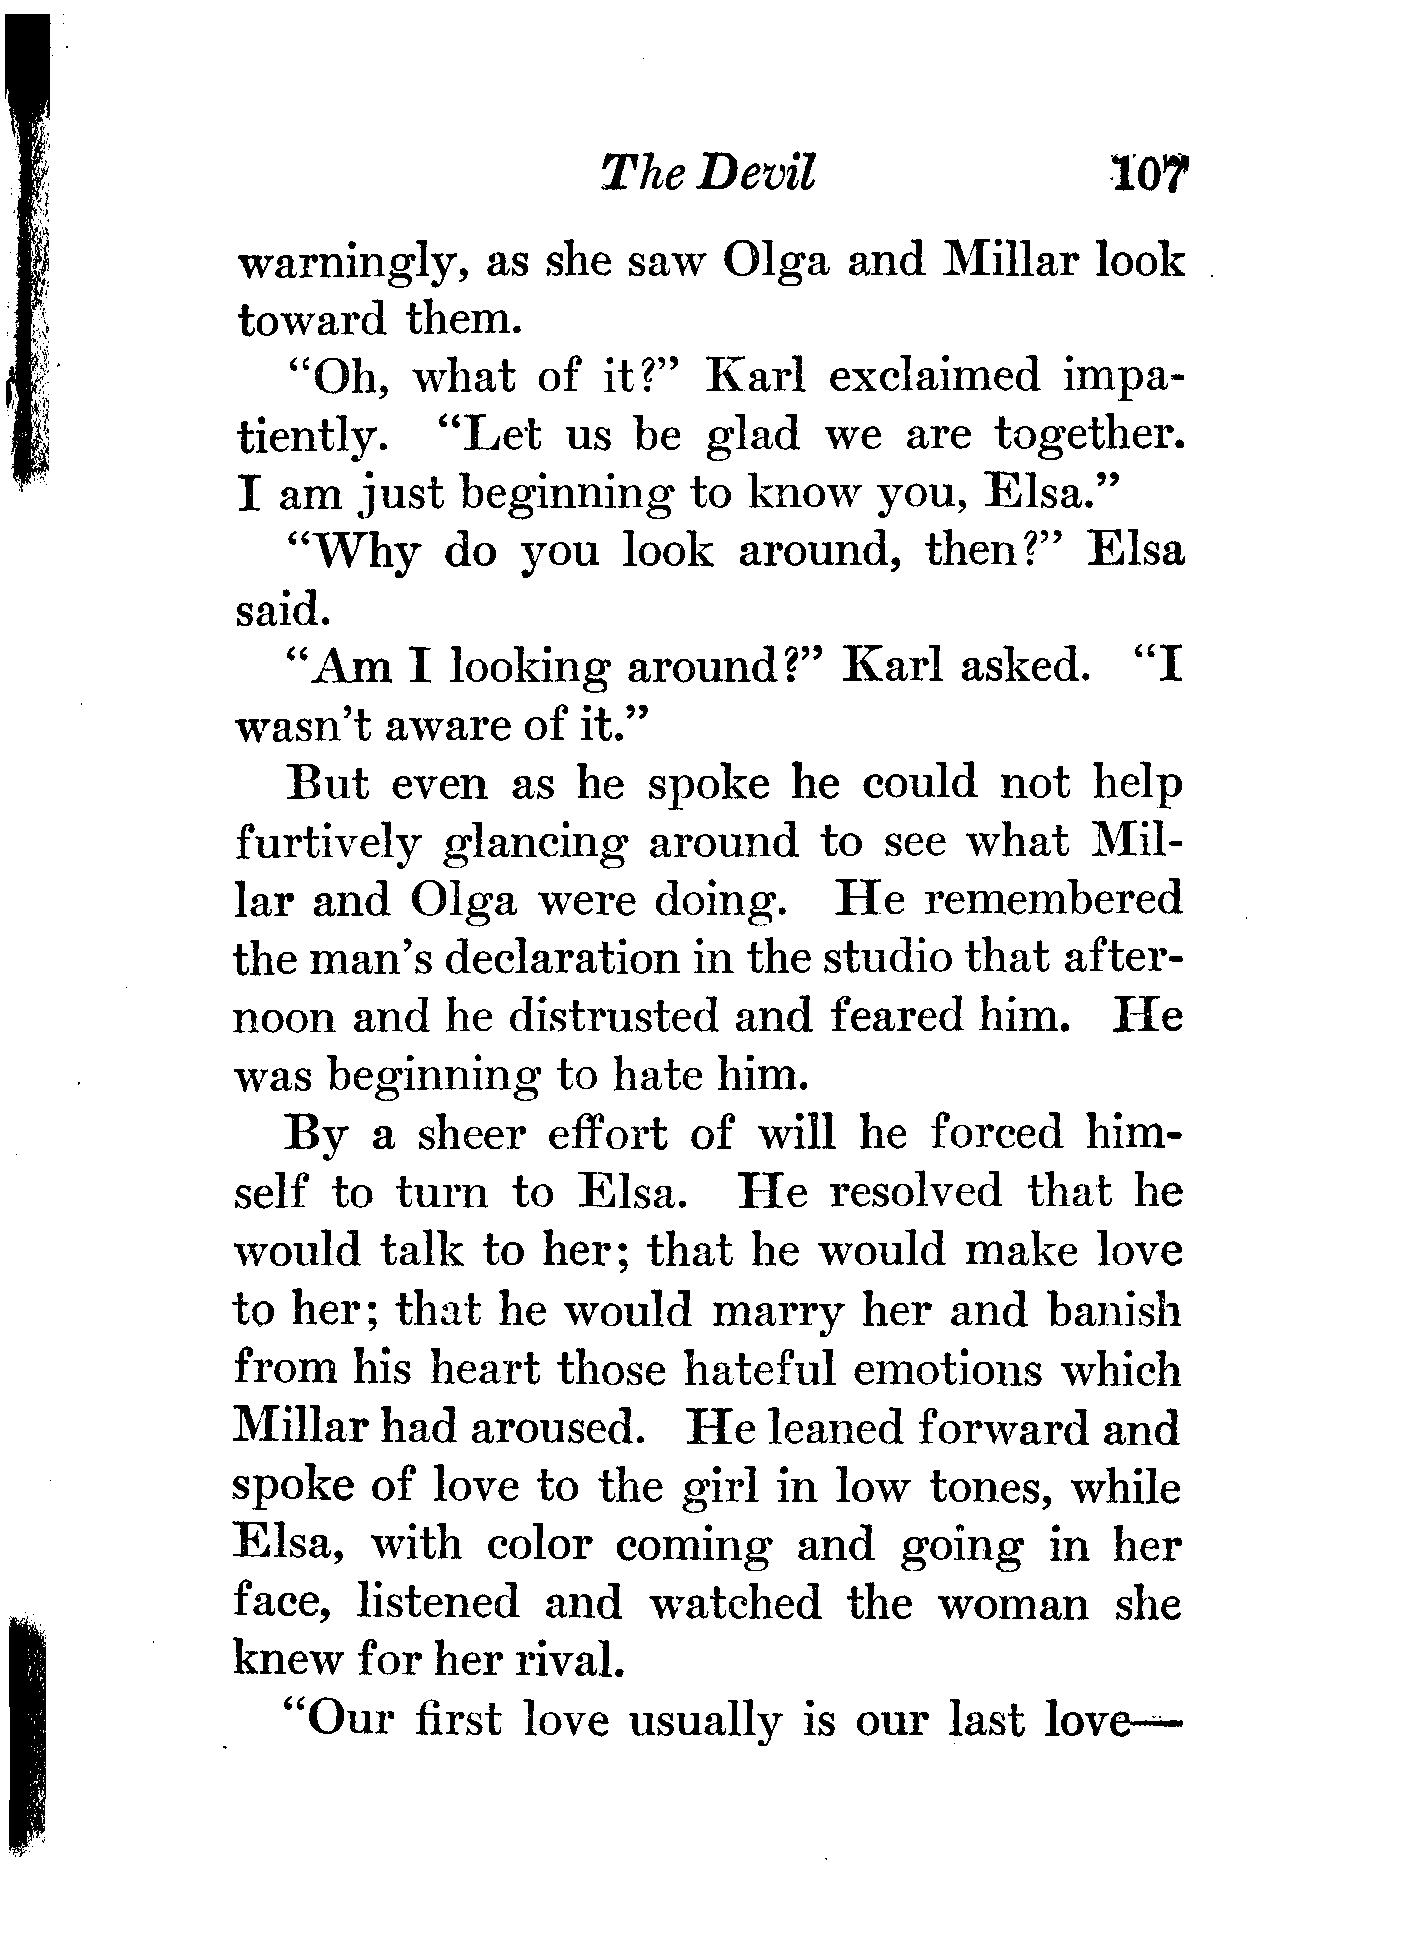 The Devil 107
warningly, as she saw Olga and Millar look
toward them.
"Oh, what of it?" Karl exclaimed impa-
tiently. "Let us be glad we are together.
I am just beginning to know you, Elsa."
"Why do you look around, then?" Elsa
said.
"Am I looking around?" Karl asked. "I
wasn't aware of it."
But even as he spoke he could not help
furtively glancing around to see what Mil-
lar and Olga were doing. He remembered
the man's declaration in the studio that after-
noon and he distrusted and feared him. He
was beginning to hate him.
By a sheer effort of will he forced him-
self to turn to Elsa. He resolved that he
would talk to her; that he would make love
to her; that he would marry her and banish
from his heart those hateful emotions which
Millar had aroused. He leaned forward and
spoke of love to the girl in low tones, while
Elsa, with color coming and going in her
face, listened and watched the woman she
knew for her rival.
"Our first love usually is our last love—